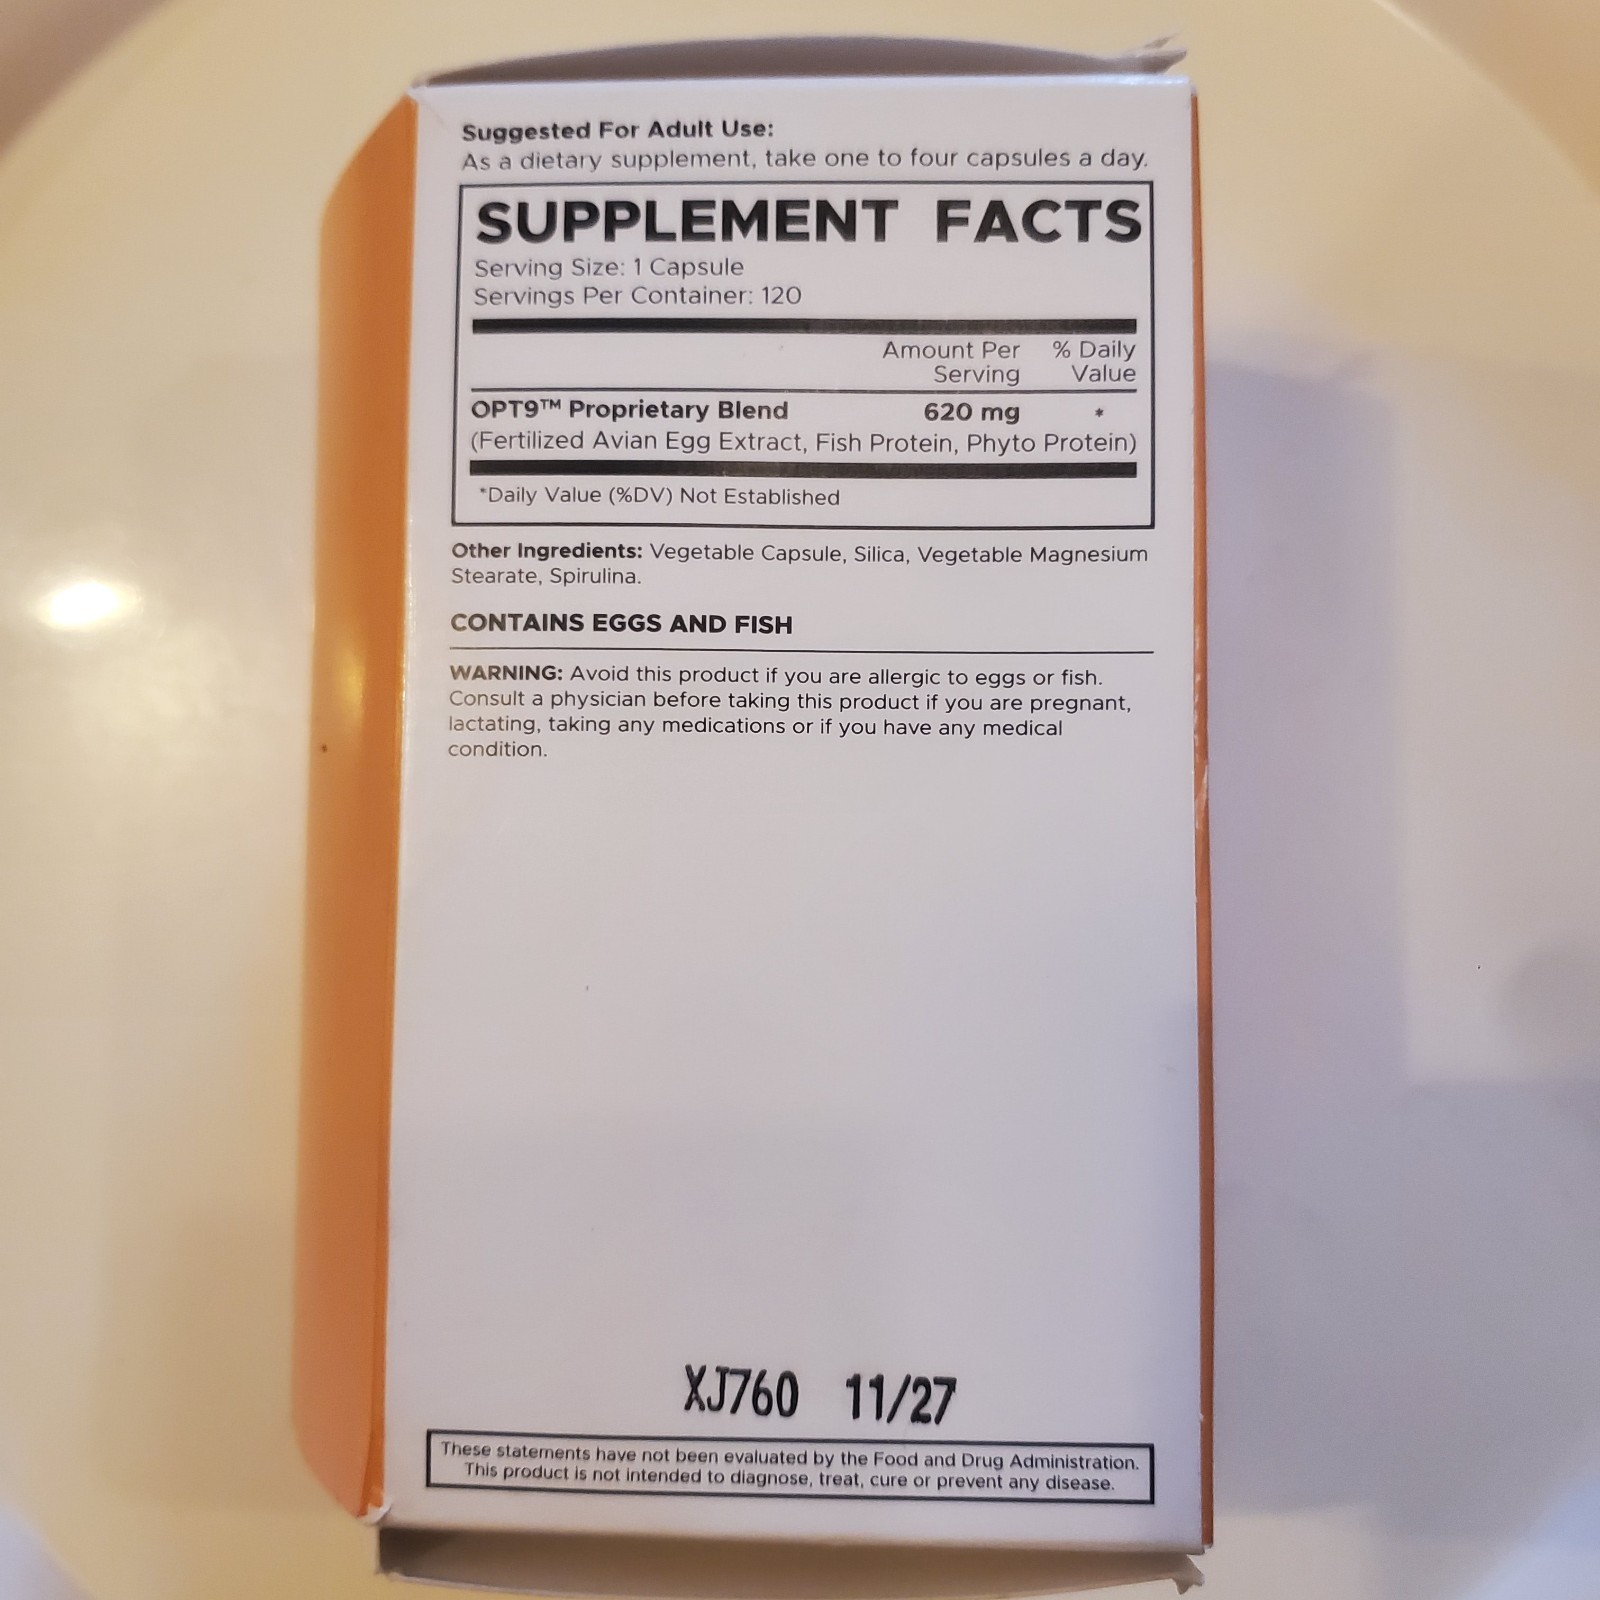 Suggested For Adult Use:
As a dietary supplement, take one to four capsules a day.
SUPPLEMENT FACTS
Serving Size: 1 Capsule
Servings Per Container: 120
Amount Per % Daily
Serving Value
OPT9™ Proprietary Blend 620 mg *
(Fertilized Avian Egg Extract, Fish Protein, Phyto Protein)
*Daily Value (%DV) Not Established
Other Ingredients: Vegetable Capsule, Silica, Vegetable Magnesium
Stearate, Spirulina.
CONTAINS EGGS AND FISH
WARNING: Avoid this product if you are allergic to eggs or fish.
Consult a physician before taking this product if you are pregnant,
lactating, taking any medications or if you have any medical
condition.
XJ760 11/27
These statements have not been evaluated by the Food and Drug Administration.
This product is not intended to diagnose, treat, cure or prevent any disease.